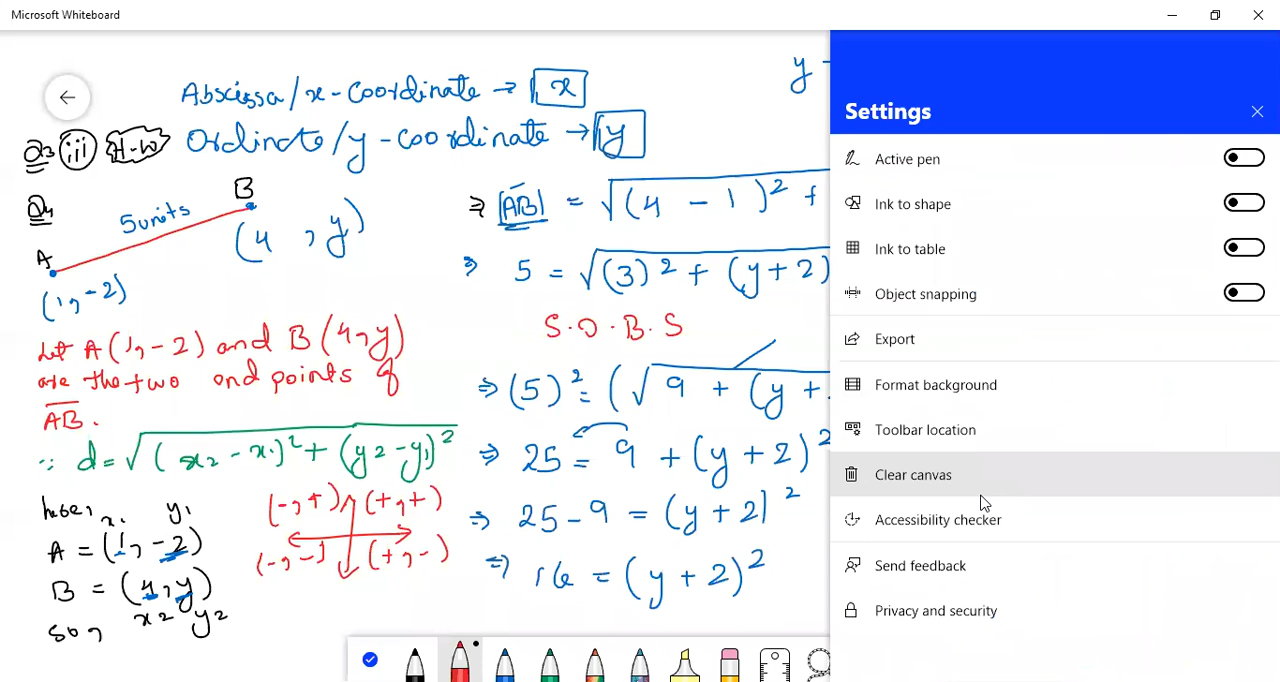 Microsoft Whiteboard
Abscissa/x-coordinate → x
Q3 (iii) H-W Ordinate/y-coordinate → y
Q4
A
B
5 units
(1, -2)
(4 , y)
Let A(1, -2) and B(4, y)
are the two end points of
AB.
∵ d = √(x2 - x1)² + (y2 - y1)²
here, x1 y1
A = (1, -2)
B = (4, y)
x2 y2
so,
(-, +) (+, +)
(-, -) (+, -)
y -
⇒ |AB| = √(4 - 1)² +
⇒ 5 = √(3)² + (y+2)
S.O.B.S
⇒ (5)² = (√9 + (y +
⇒ 25 = 9 + (y+2)²
⇒ 25 - 9 = (y+2)²
⇒ 16 = (y+2)²
Settings
Active pen
Ink to shape
Ink to table
Object snapping
Export
Format background
Toolbar location
Clear canvas
Accessibility checker
Send feedback
Privacy and security